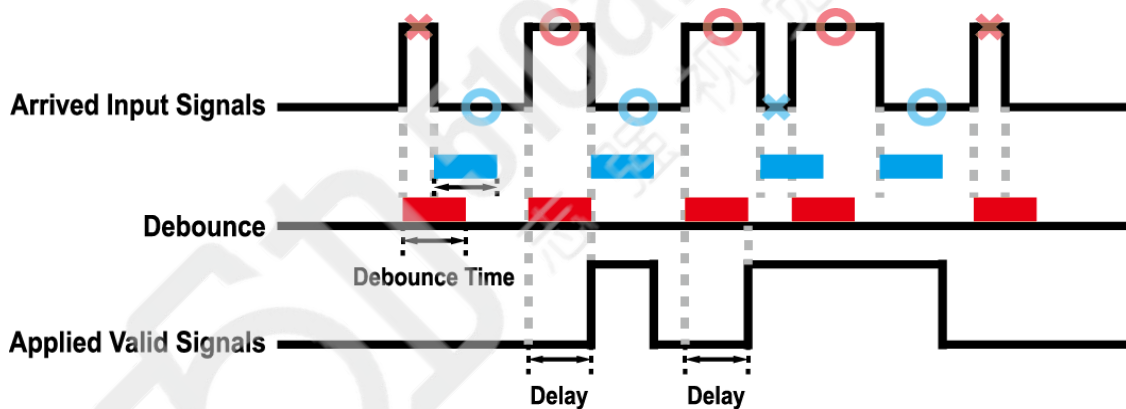 Arrived Input Signals
Debounce
Debounce Time
Applied Valid Signals
Delay
Delay